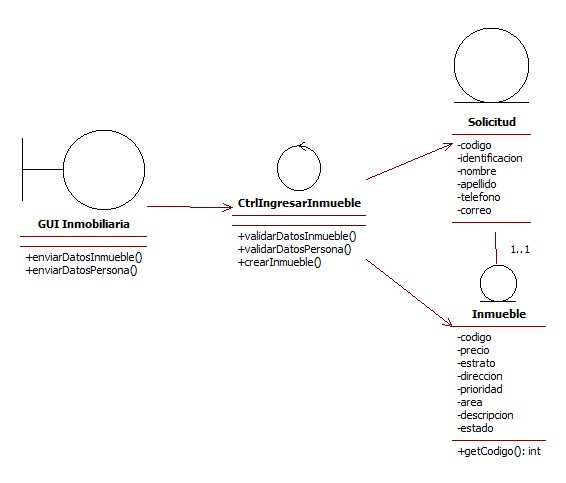 GUI Inmobiliaria
+enviarDatosInmueble()
+enviarDatosPersona()
CtrlIngresarInmueble
+validarDatosInmueble()
+validarDatosPersona()
+crearInmueble()
Solicitud
-codigo
-identificacion
-nombre
-apellido
-telefono
-correo
1..1
Inmueble
-codigo
-precio
-estrato
-direccion
-prioridad
-area
-descripcion
-estado
+getCodigo(): int